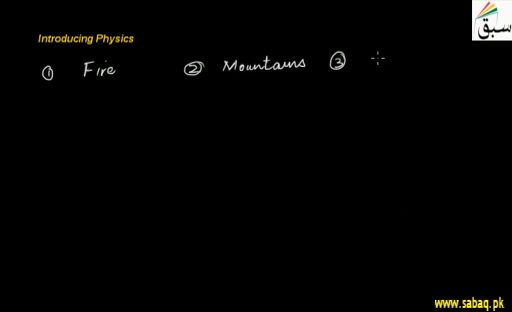 سبق
Introducing Physics
① Fire ② Mountains ③
www.sabaq.pk